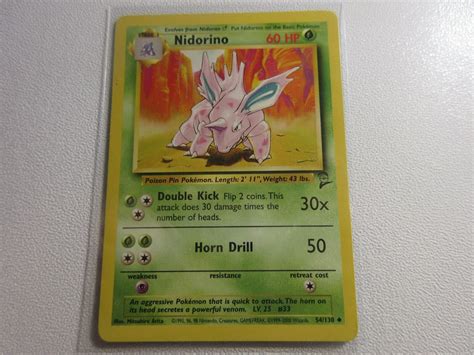 Evolves from Nidoran ♂ Put Nidorino on the Basic Pokémon
Nidorino 60 HP
Poison Pin Pokémon. Length: 2' 11", Weight: 43 lbs.
Double Kick Flip 2 coins. This
attack does 30 damage times the
number of heads.
30x
Horn Drill 50
weakness resistance retreat cost
An aggressive Pokémon that is quick to attack. The horn
on its head secretes a powerful venom. LV. 25 #33
Illus. Mitsuhiro Arita
54/130